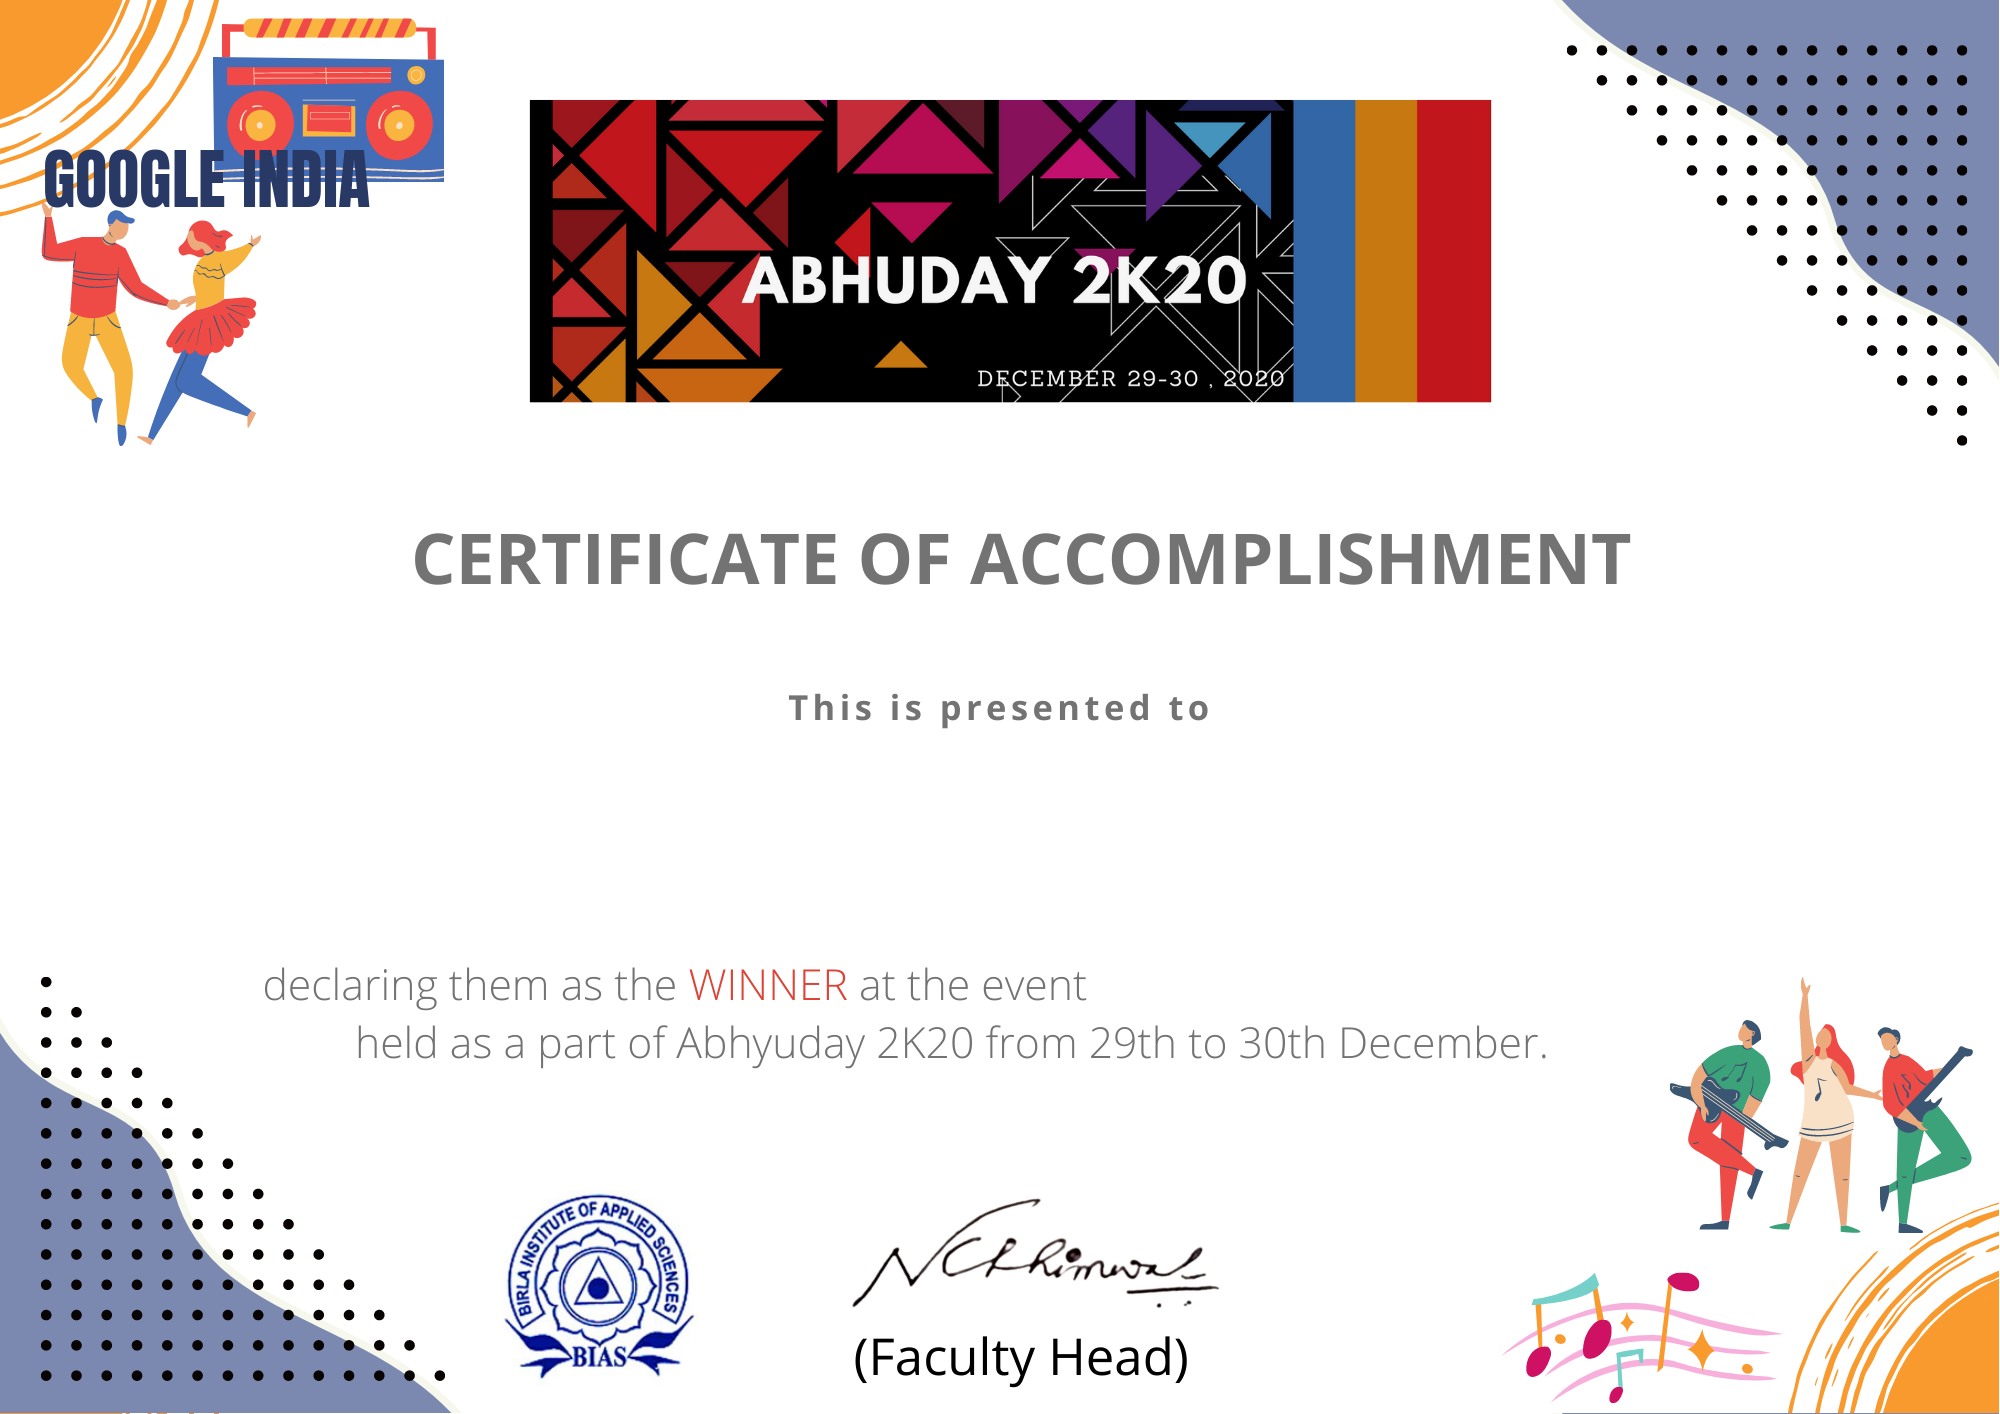 GOOGLE INDIA
ABHUDAY 2K20
DECEMBER 29-30 , 2020
CERTIFICATE OF ACCOMPLISHMENT
This is presented to
declaring them as the WINNER at the event
held as a part of Abhyuday 2K20 from 29th to 30th December.
BIRLA INSTITUTE OF APPLIED SCIENCES
BIAS
(Faculty Head)